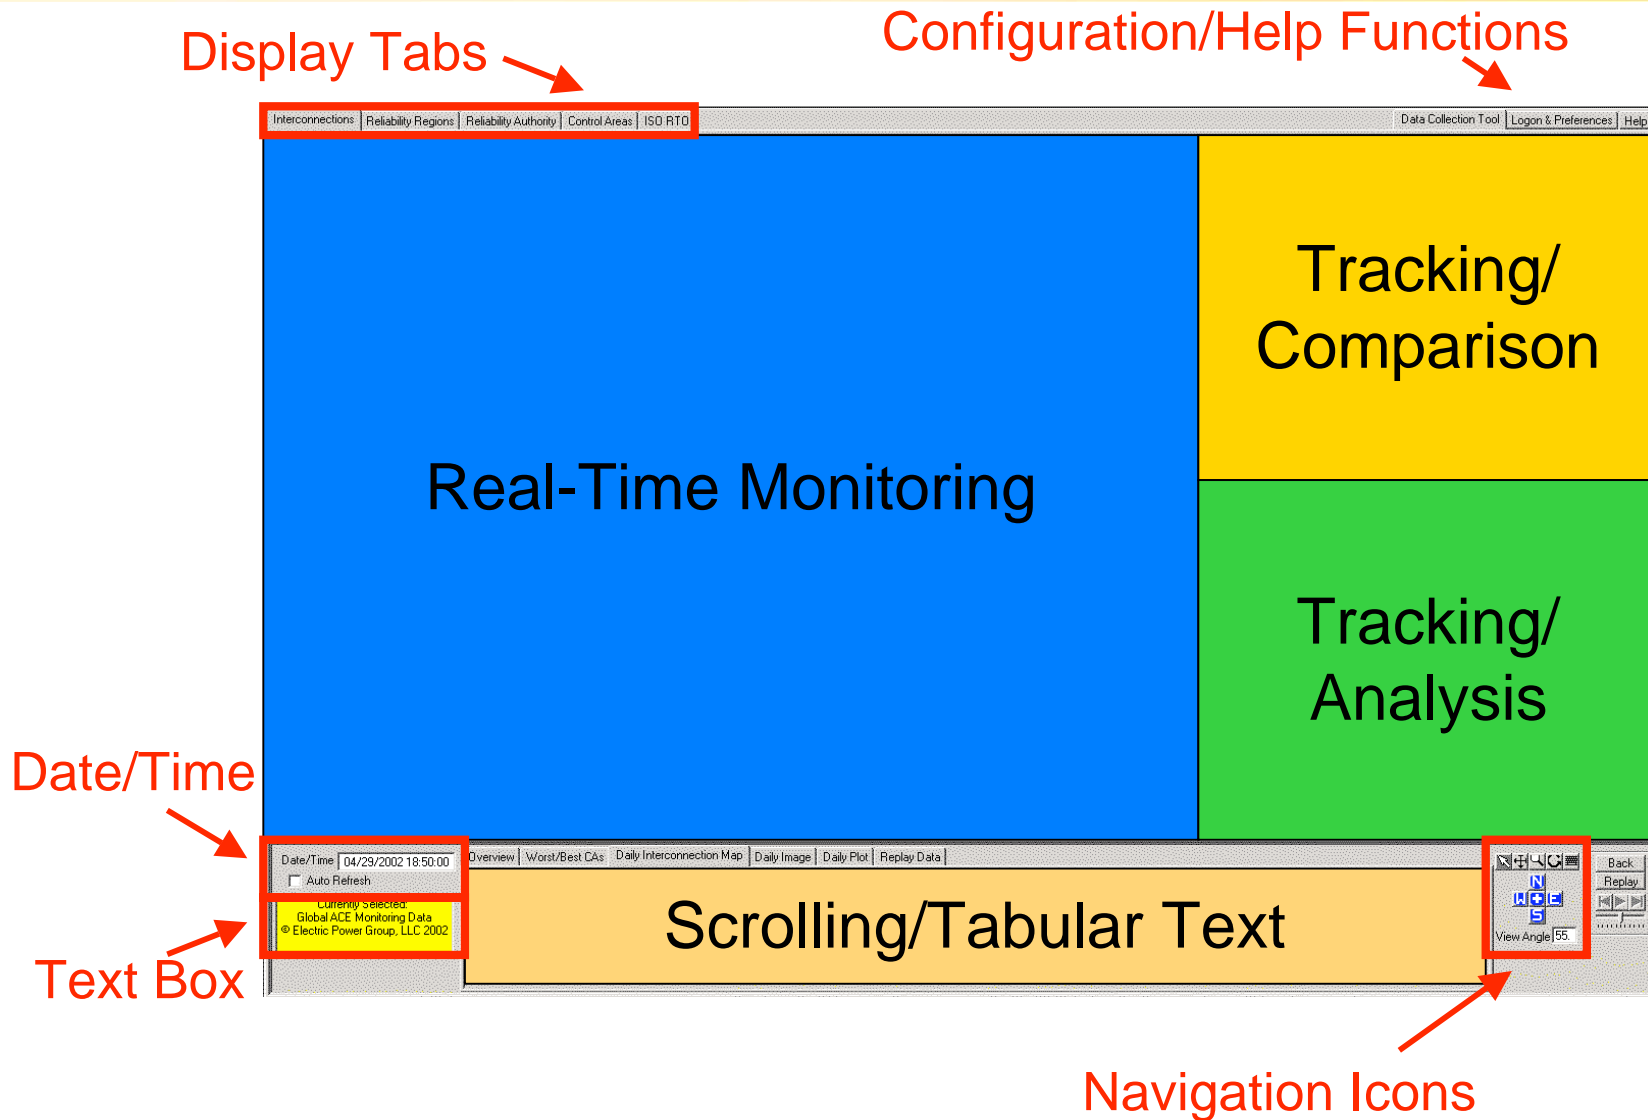 Configuration/Help Functions
Display Tabs
Interconnections Reliability Regions Reliability Authority Control Areas ISO RTO
Data Collection Tool Logon & Preferences Help
Real-Time Monitoring
Tracking/
Comparison
Tracking/
Analysis
Date/Time
Date/Time 04/29/2002 18:50:00
Auto Refresh
Currently Selected:
Global ACE Monitoring Data
© Electric Power Group, LLC 2002
Text Box
Overview Worst/Best CAs Daily Interconnection Map Daily Image Daily Plot Replay Data
Scrolling/Tabular Text
N
W E
S
View Angle 55.
Back
Replay
Navigation Icons